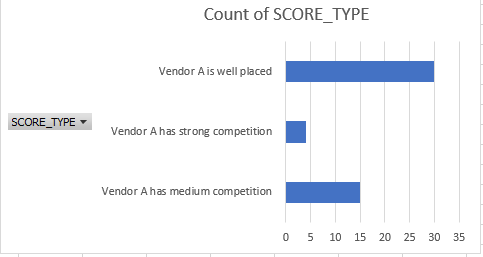 Count of SCORE_TYPE
Vendor A is well placed
SCORE_TYPE
Vendor A has strong competition
Vendor A has medium competition
0 5 10 15 20 25 30 35